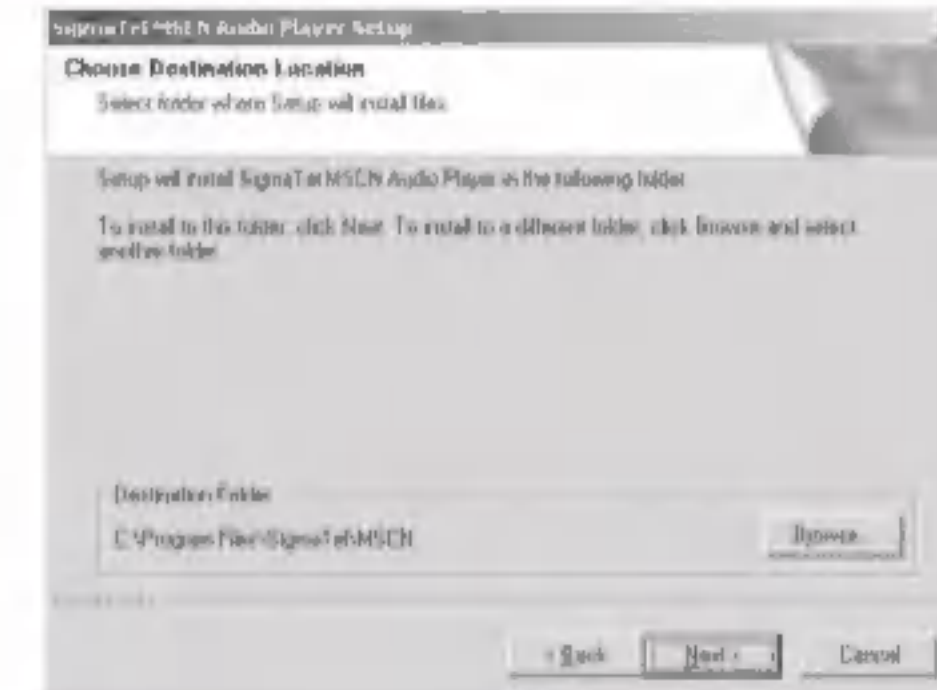 SigmaTel MSCN Audio Player Setup
Choose Destination Location
Select folder where Setup will install files.
Setup will install SigmaTel MSCN Audio Player in the following folder.
To install to this folder, click Next. To install to a different folder, click Browse and select
another folder.
Destination Folder
C:\Program Files\SigmaTel\MSCN
Browse...
< Back
Next >
Cancel